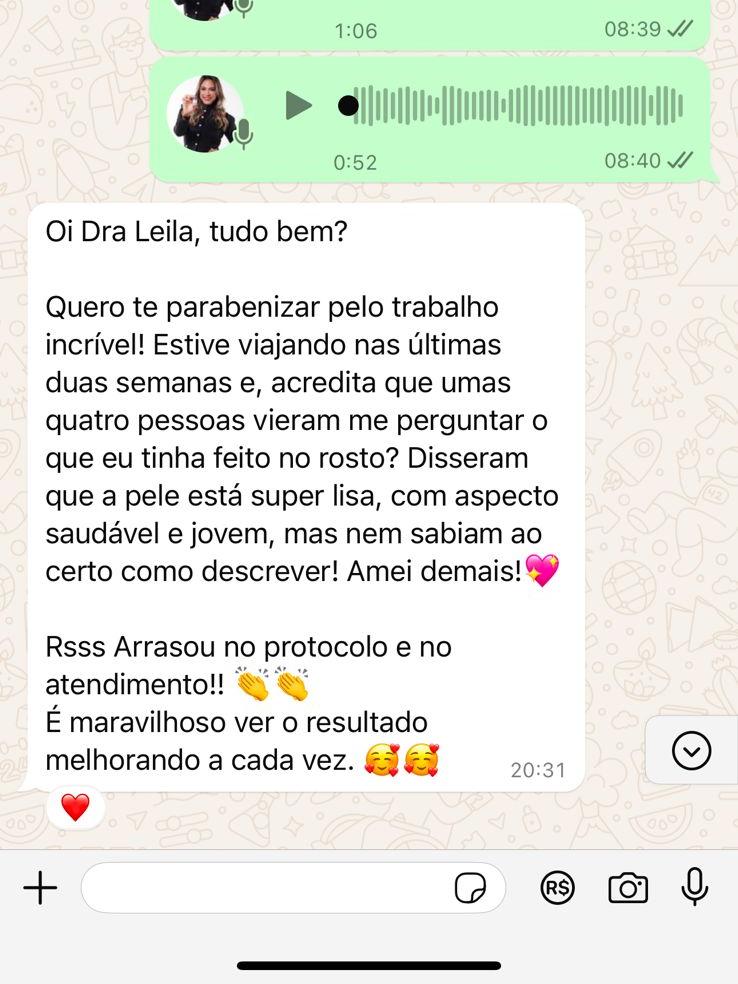 1:06
08:39
0:52
08:40
Oi Dra Leila, tudo bem?
Quero te parabenizar pelo trabalho
incrível! Estive viajando nas últimas
duas semanas e, acredita que umas
quatro pessoas vieram me perguntar o
que eu tinha feito no rosto? Disseram
que a pele está super lisa, com aspecto
saudável e jovem, mas nem sabiam ao
certo como descrever! Amei demais!💖
Rsss Arrasou no protocolo e no
atendimento!! 👏👏
É maravilhoso ver o resultado
melhorando a cada vez. 🥰🥰
20:31
❤️
R$